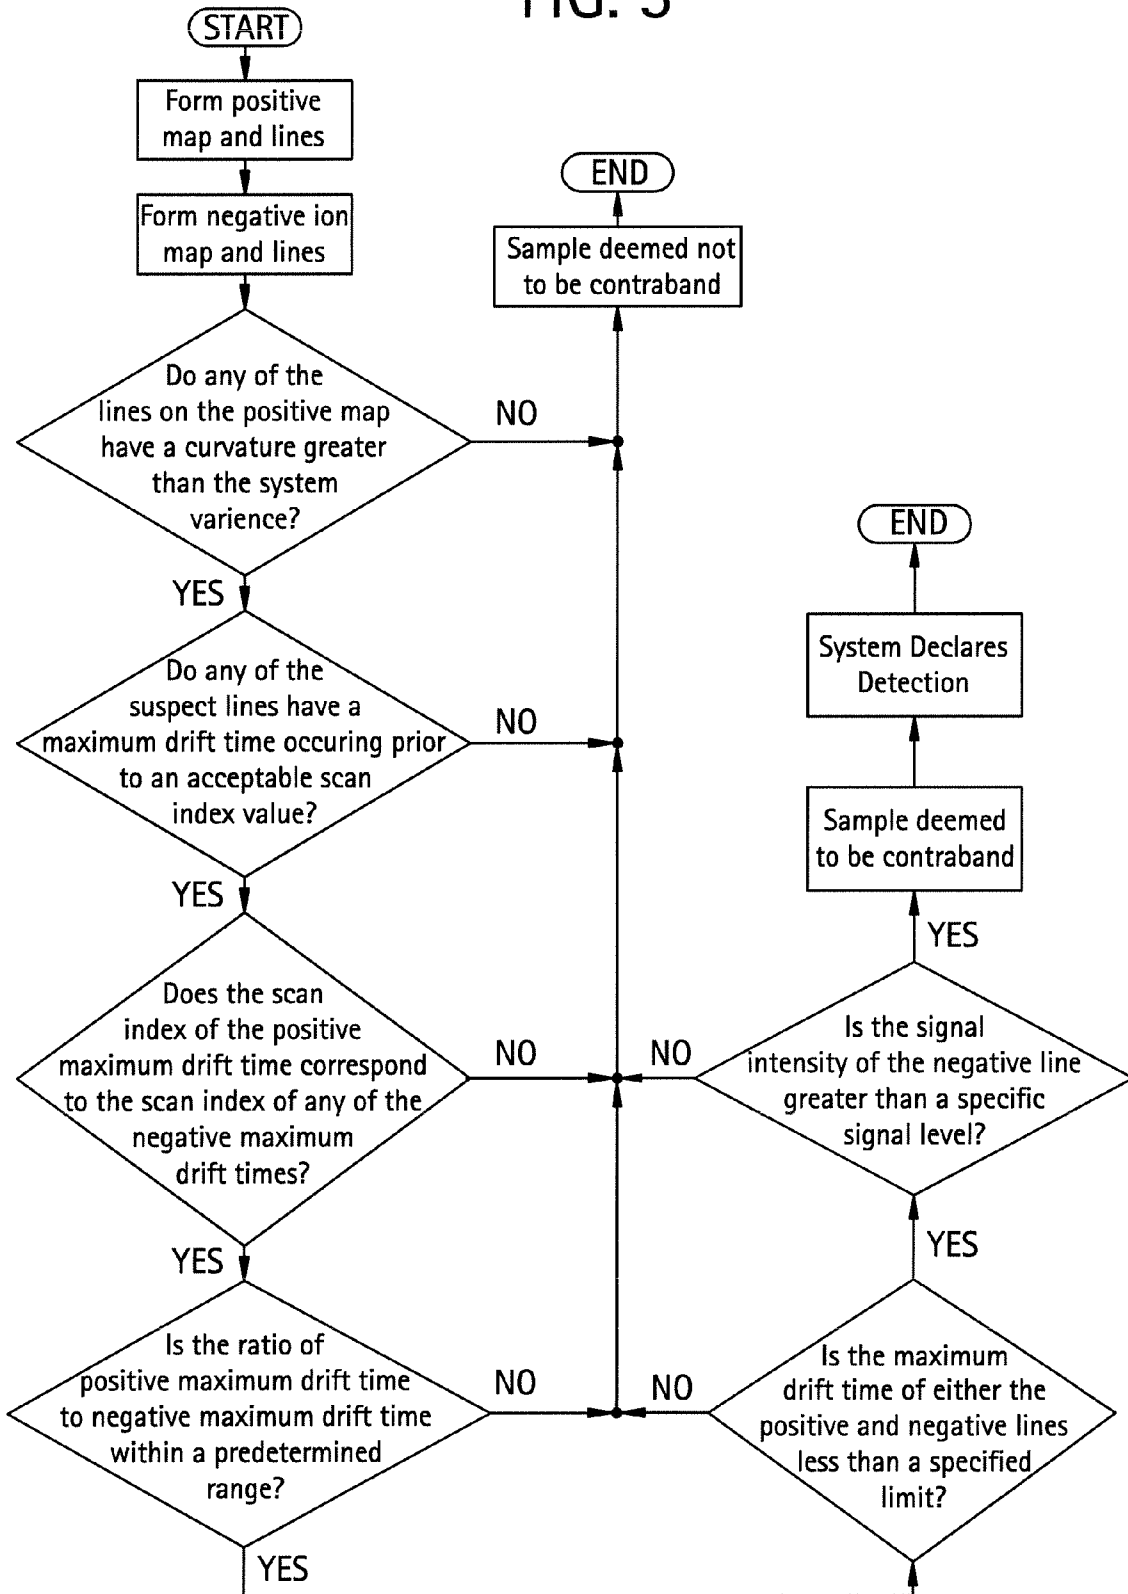 FIG. 3
START
Form positive
map and lines
Form negative ion
map and lines
Do any of the
lines on the positive map
have a curvature greater
than the system
varience?
NO
YES
Do any of the
suspect lines have a
maximum drift time occuring prior
to an acceptable scan
index value?
NO
YES
Does the scan
index of the positive
maximum drift time correspond
to the scan index of any of the
negative maximum
drift times?
NO
YES
Is the ratio of
positive maximum drift time
to negative maximum drift time
within a predetermined
range?
NO
YES
END
Sample deemed not
to be contraband
END
System Declares
Detection
Sample deemed
to be contraband
YES
Is the signal
intensity of the negative line
greater than a specific
signal level?
NO
YES
Is the maximum
drift time of either the
positive and negative lines
less than a specified
limit?
NO